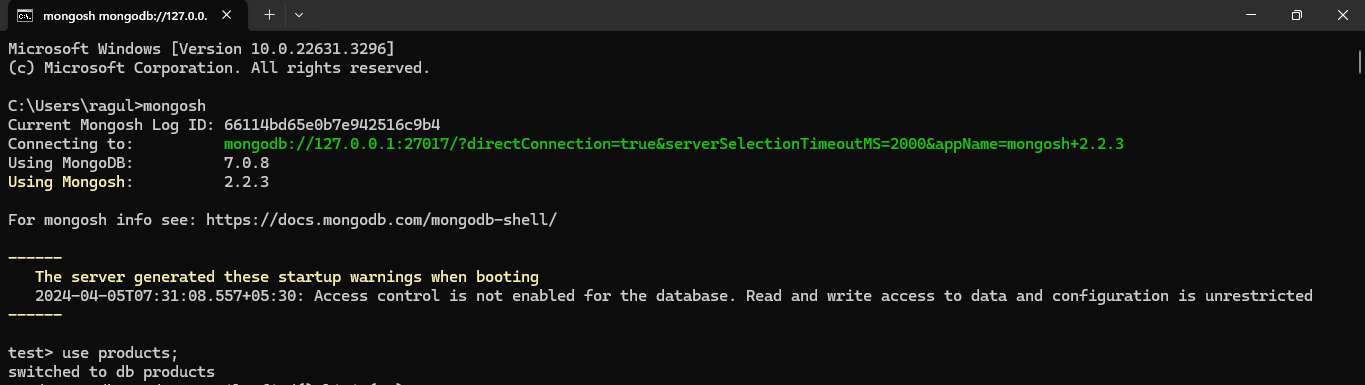 mongosh mongodb://127.0.0.
Microsoft Windows [Version 10.0.22631.3296]
(c) Microsoft Corporation. All rights reserved.
C:\Users\ragul>mongosh
Current Mongosh Log ID: 66114bd65e0b7e942516c9b4
Connecting to: mongodb://127.0.0.1:27017/?directConnection=true&serverSelectionTimeoutMS=2000&appName=mongosh+2.2.3
Using MongoDB: 7.0.8
Using Mongosh: 2.2.3
For mongosh info see: https://docs.mongodb.com/mongodb-shell/
------
The server generated these startup warnings when booting
2024-04-05T07:31:08.557+05:30: Access control is not enabled for the database. Read and write access to data and configuration is unrestricted
------
test> use products;
switched to db products